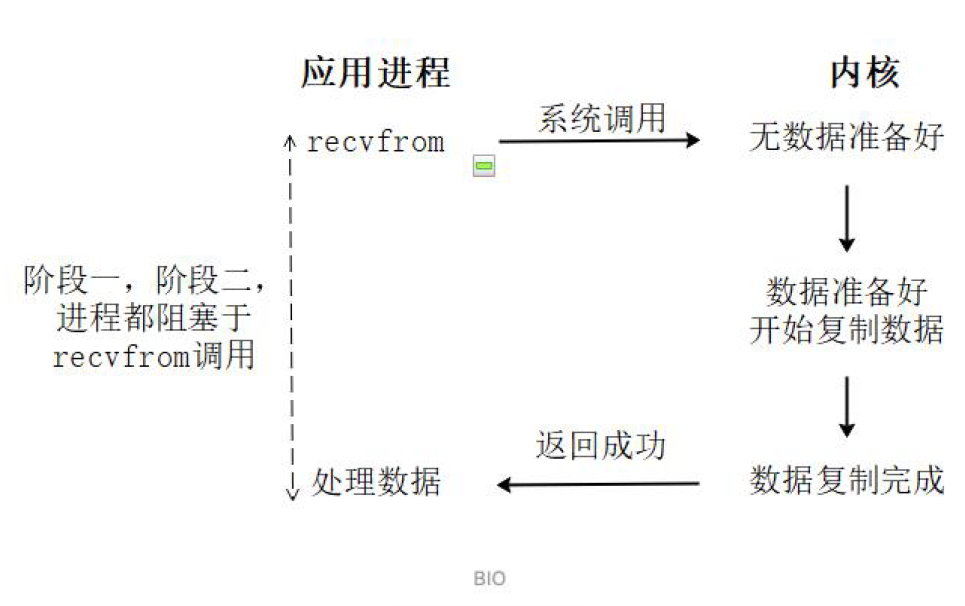 应用进程
内核
系统调用
recvfrom
无数据准备好
阶段一，阶段二，
进程都阻塞于
recvfrom调用
数据准备好
开始复制数据
返回成功
处理数据
数据复制完成
BIO